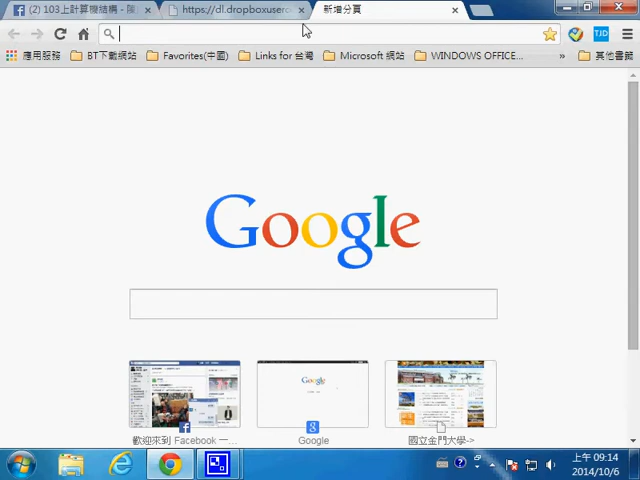 (2) 103上計算機結構 - 陳
https://dl.dropboxuserc
新增分頁
應用服務
BT下載網站
Favorites(中國)
Links for 台灣
Microsoft 網站
WINDOWS OFFICE...
»
其他書籤
TJD
Google
歡迎來到 Facebook 一...
Google
國立金門大學->
上午 09:14
2014/10/6